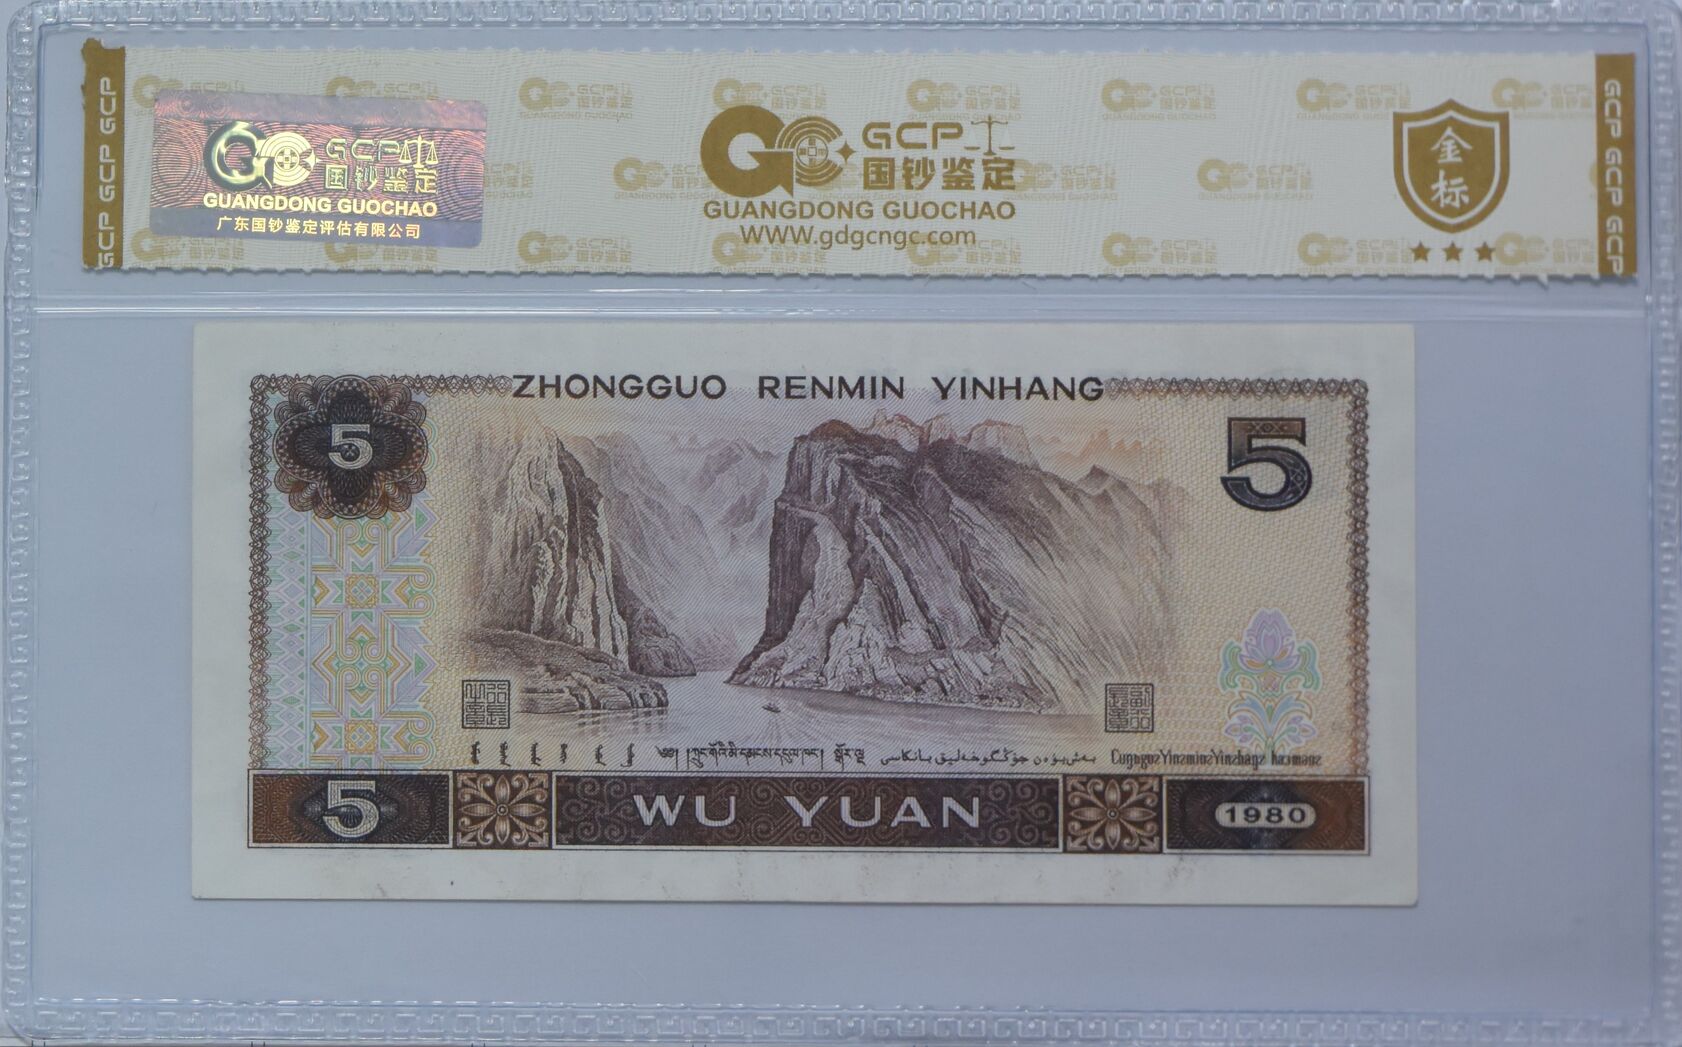 GCP GCP GCP
GCP
国钞鉴定
GUANGDONG GUOCHAO
广东国钞鉴定评估有限公司
GCP
国钞鉴定
GUANGDONG GUOCHAO
WWW.gdgcngc.com
金标
GCP GCP GCP
ZHONGGUO RENMIN YINHANG
5
5
5
WU YUAN
1980